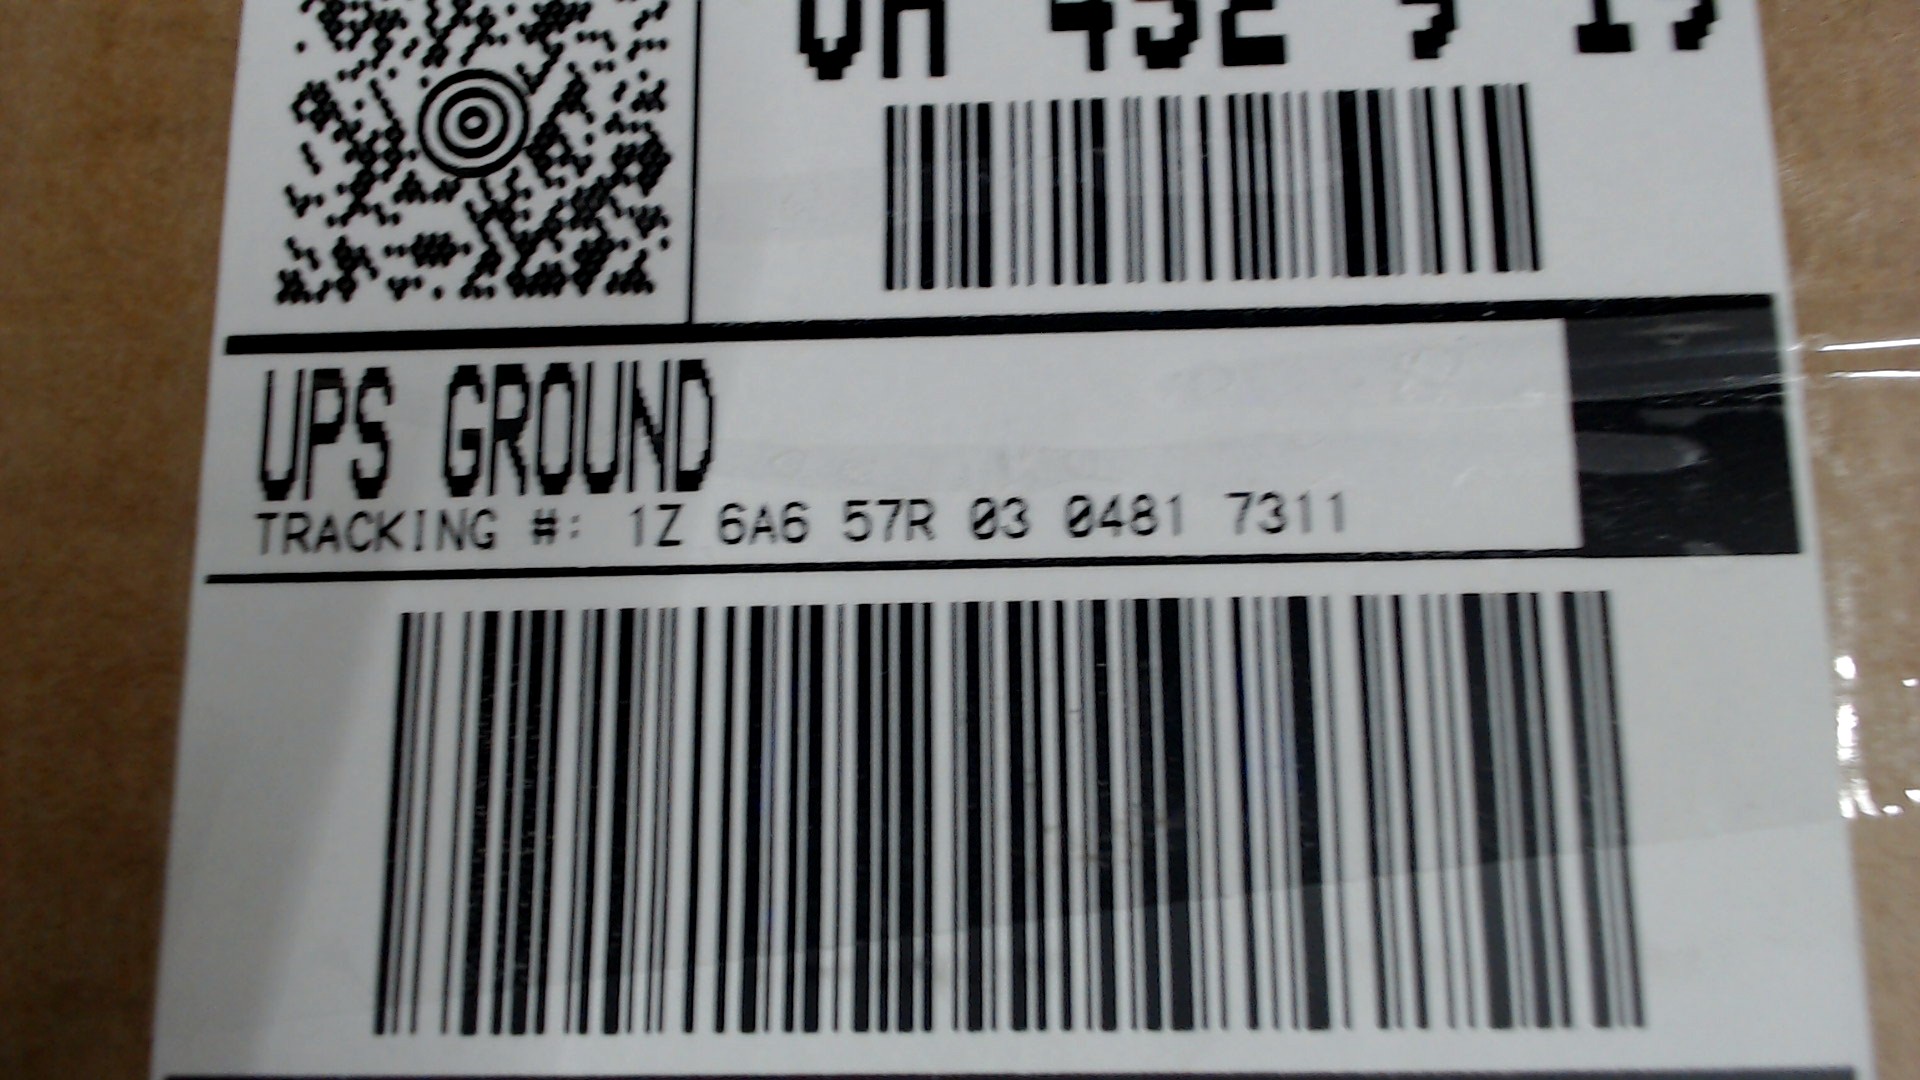 UPS GROUND
TRACKING #: 1Z 6A6 57R 03 0481 7311